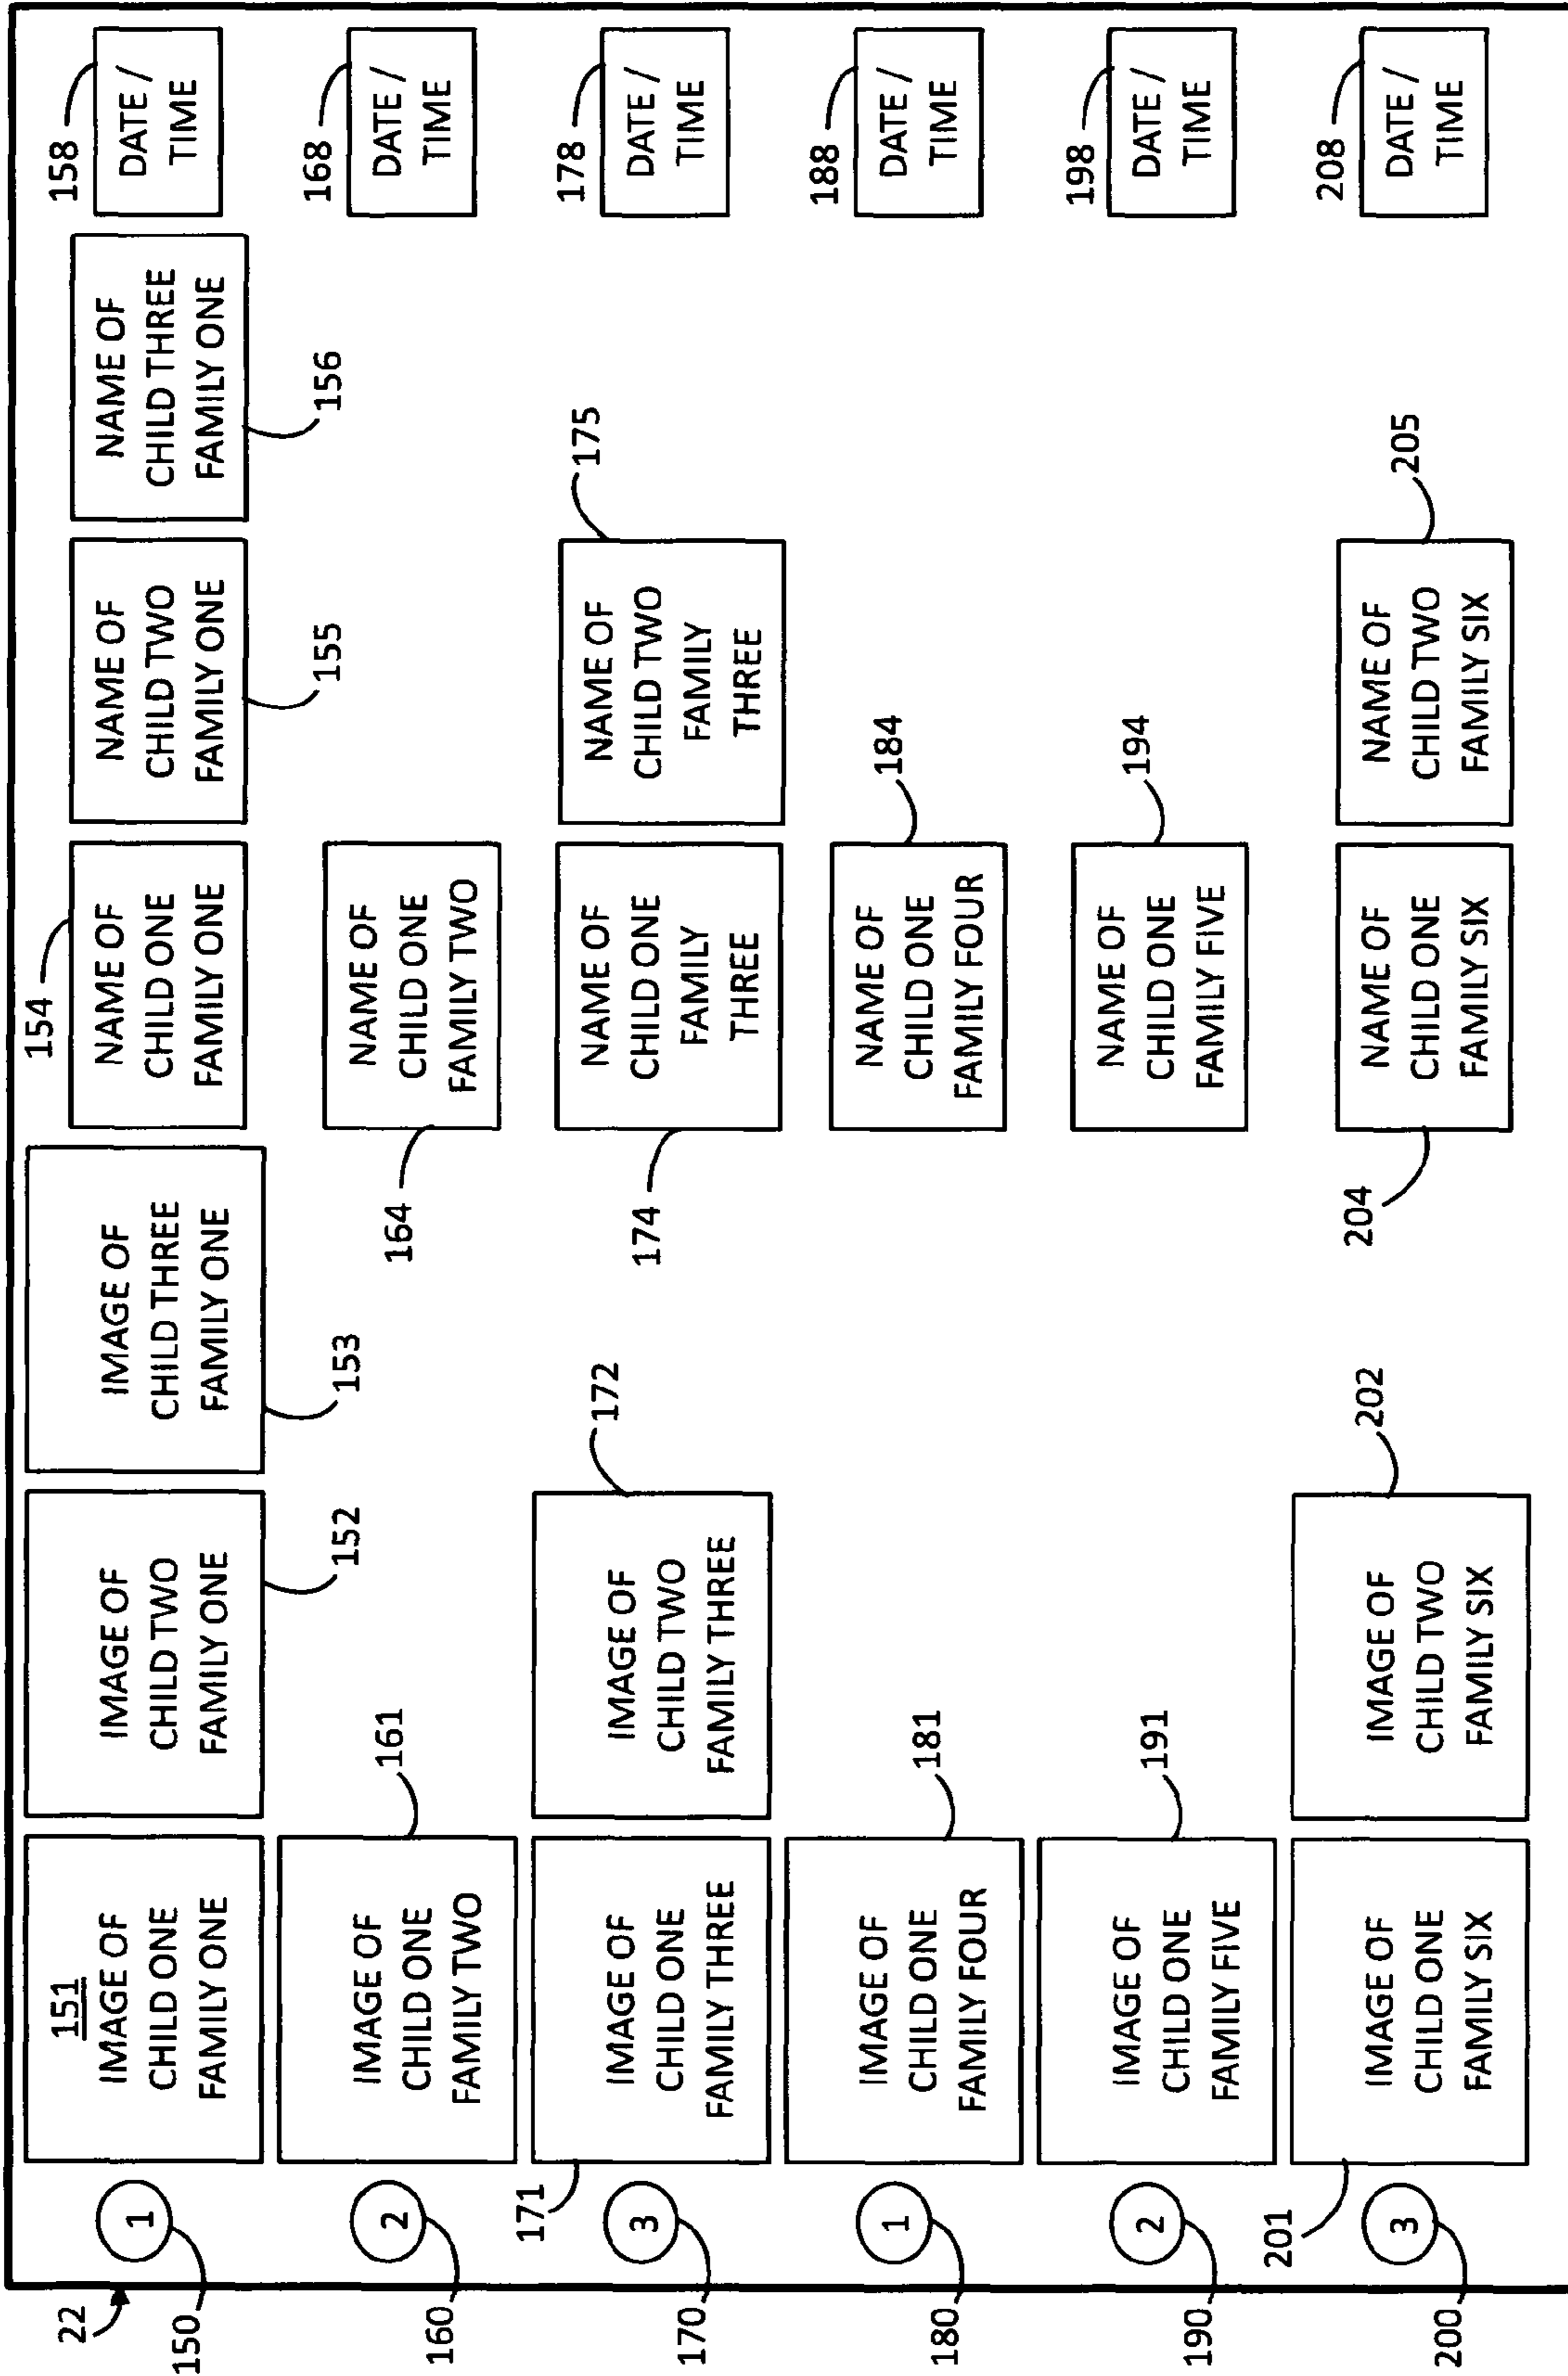 22
150
1
151
IMAGE OF
CHILD ONE
FAMILY ONE
IMAGE OF
CHILD TWO
FAMILY ONE
152
IMAGE OF
CHILD THREE
FAMILY ONE
153
154
NAME OF
CHILD ONE
FAMILY ONE
NAME OF
CHILD TWO
FAMILY ONE
155
NAME OF
CHILD THREE
FAMILY ONE
156
158
DATE /
TIME
160
2
IMAGE OF
CHILD ONE
FAMILY TWO
161
164
NAME OF
CHILD ONE
FAMILY TWO
168
DATE /
TIME
170
3
171
IMAGE OF
CHILD ONE
FAMILY THREE
IMAGE OF
CHILD TWO
FAMILY THREE
172
174
NAME OF
CHILD ONE
FAMILY
THREE
NAME OF
CHILD TWO
FAMILY
THREE
175
178
DATE /
TIME
180
1
IMAGE OF
CHILD ONE
FAMILY FOUR
181
NAME OF
CHILD ONE
FAMILY FOUR
184
188
DATE /
TIME
190
2
IMAGE OF
CHILD ONE
FAMILY FIVE
191
NAME OF
CHILD ONE
FAMILY FIVE
194
198
DATE /
TIME
200
3
201
IMAGE OF
CHILD ONE
FAMILY SIX
IMAGE OF
CHILD TWO
FAMILY SIX
202
204
NAME OF
CHILD ONE
FAMILY SIX
NAME OF
CHILD TWO
FAMILY SIX
205
208
DATE /
TIME